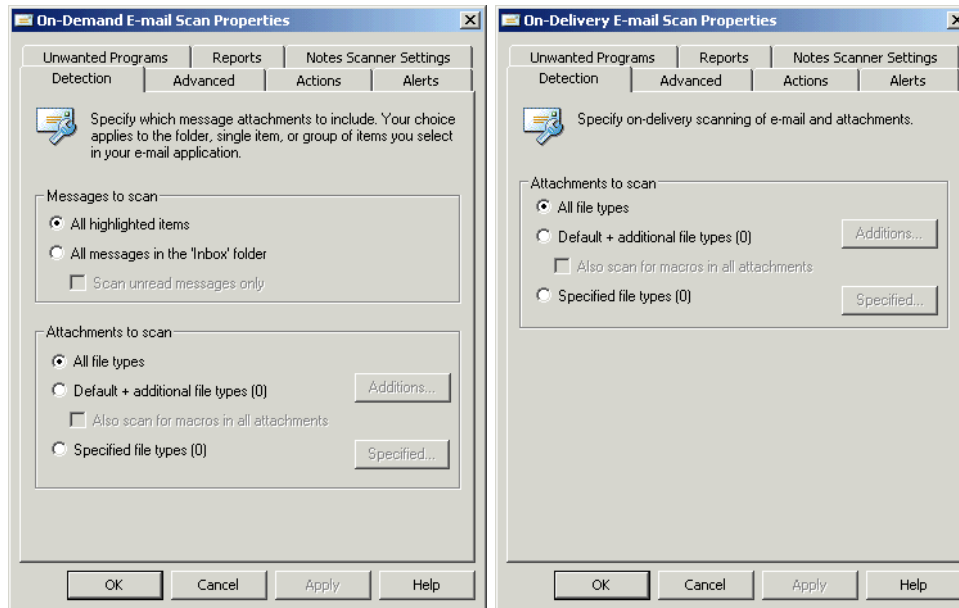 On-Demand E-mail Scan Properties
Unwanted Programs
Reports
Notes Scanner Settings
Detection
Advanced
Actions
Alerts
Specify which message attachments to include. Your choice
applies to the folder, single item, or group of items you select
in your e-mail application.
Messages to scan
All highlighted items
All messages in the 'Inbox' folder
Scan unread messages only
Attachments to scan
All file types
Default + additional file types (0)
Additions...
Also scan for macros in all attachments
Specified file types (0)
Specified...
OK
Cancel
Apply
Help
On-Delivery E-mail Scan Properties
Unwanted Programs
Reports
Notes Scanner Settings
Detection
Advanced
Actions
Alerts
Specify on-delivery scanning of e-mail and attachments.
Attachments to scan
All file types
Default + additional file types (0)
Additions...
Also scan for macros in all attachments
Specified file types (0)
Specified...
OK
Cancel
Apply
Help